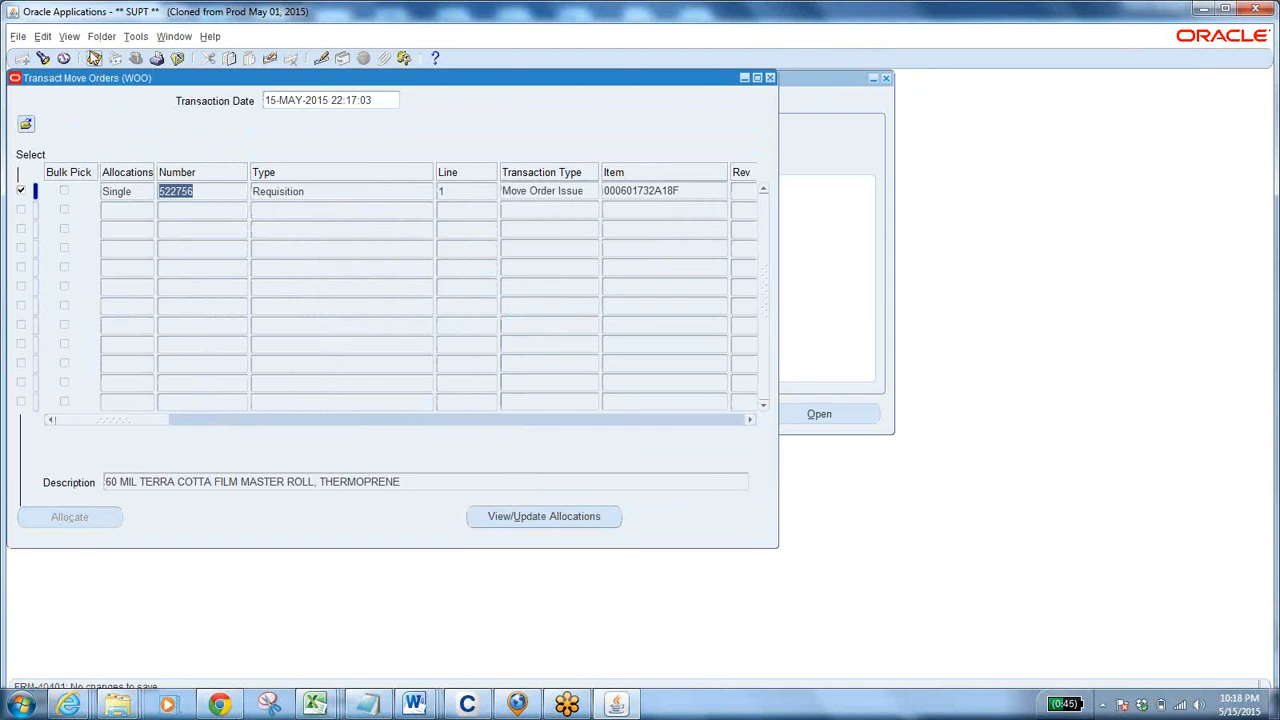 Oracle Applications - ** SUPT ** (Cloned from Prod May 01, 2015)
File Edit View Folder Tools Window Help
ORACLE
Transact Move Orders (WOO)
Transaction Date 15-MAY-2015 22:17:03
Select
Bulk Pick Allocations Number Type Line Transaction Type Item Rev
Single 522756 Requisition 1 Move Order Issue 000601732A18F
Open
Description 60 MIL TERRA COTTA FILM MASTER ROLL, THERMOPRENE
Allocate View/Update Allocations
FRM-40401: No changes to save.
(0:45)
10:18 PM
5/15/2015